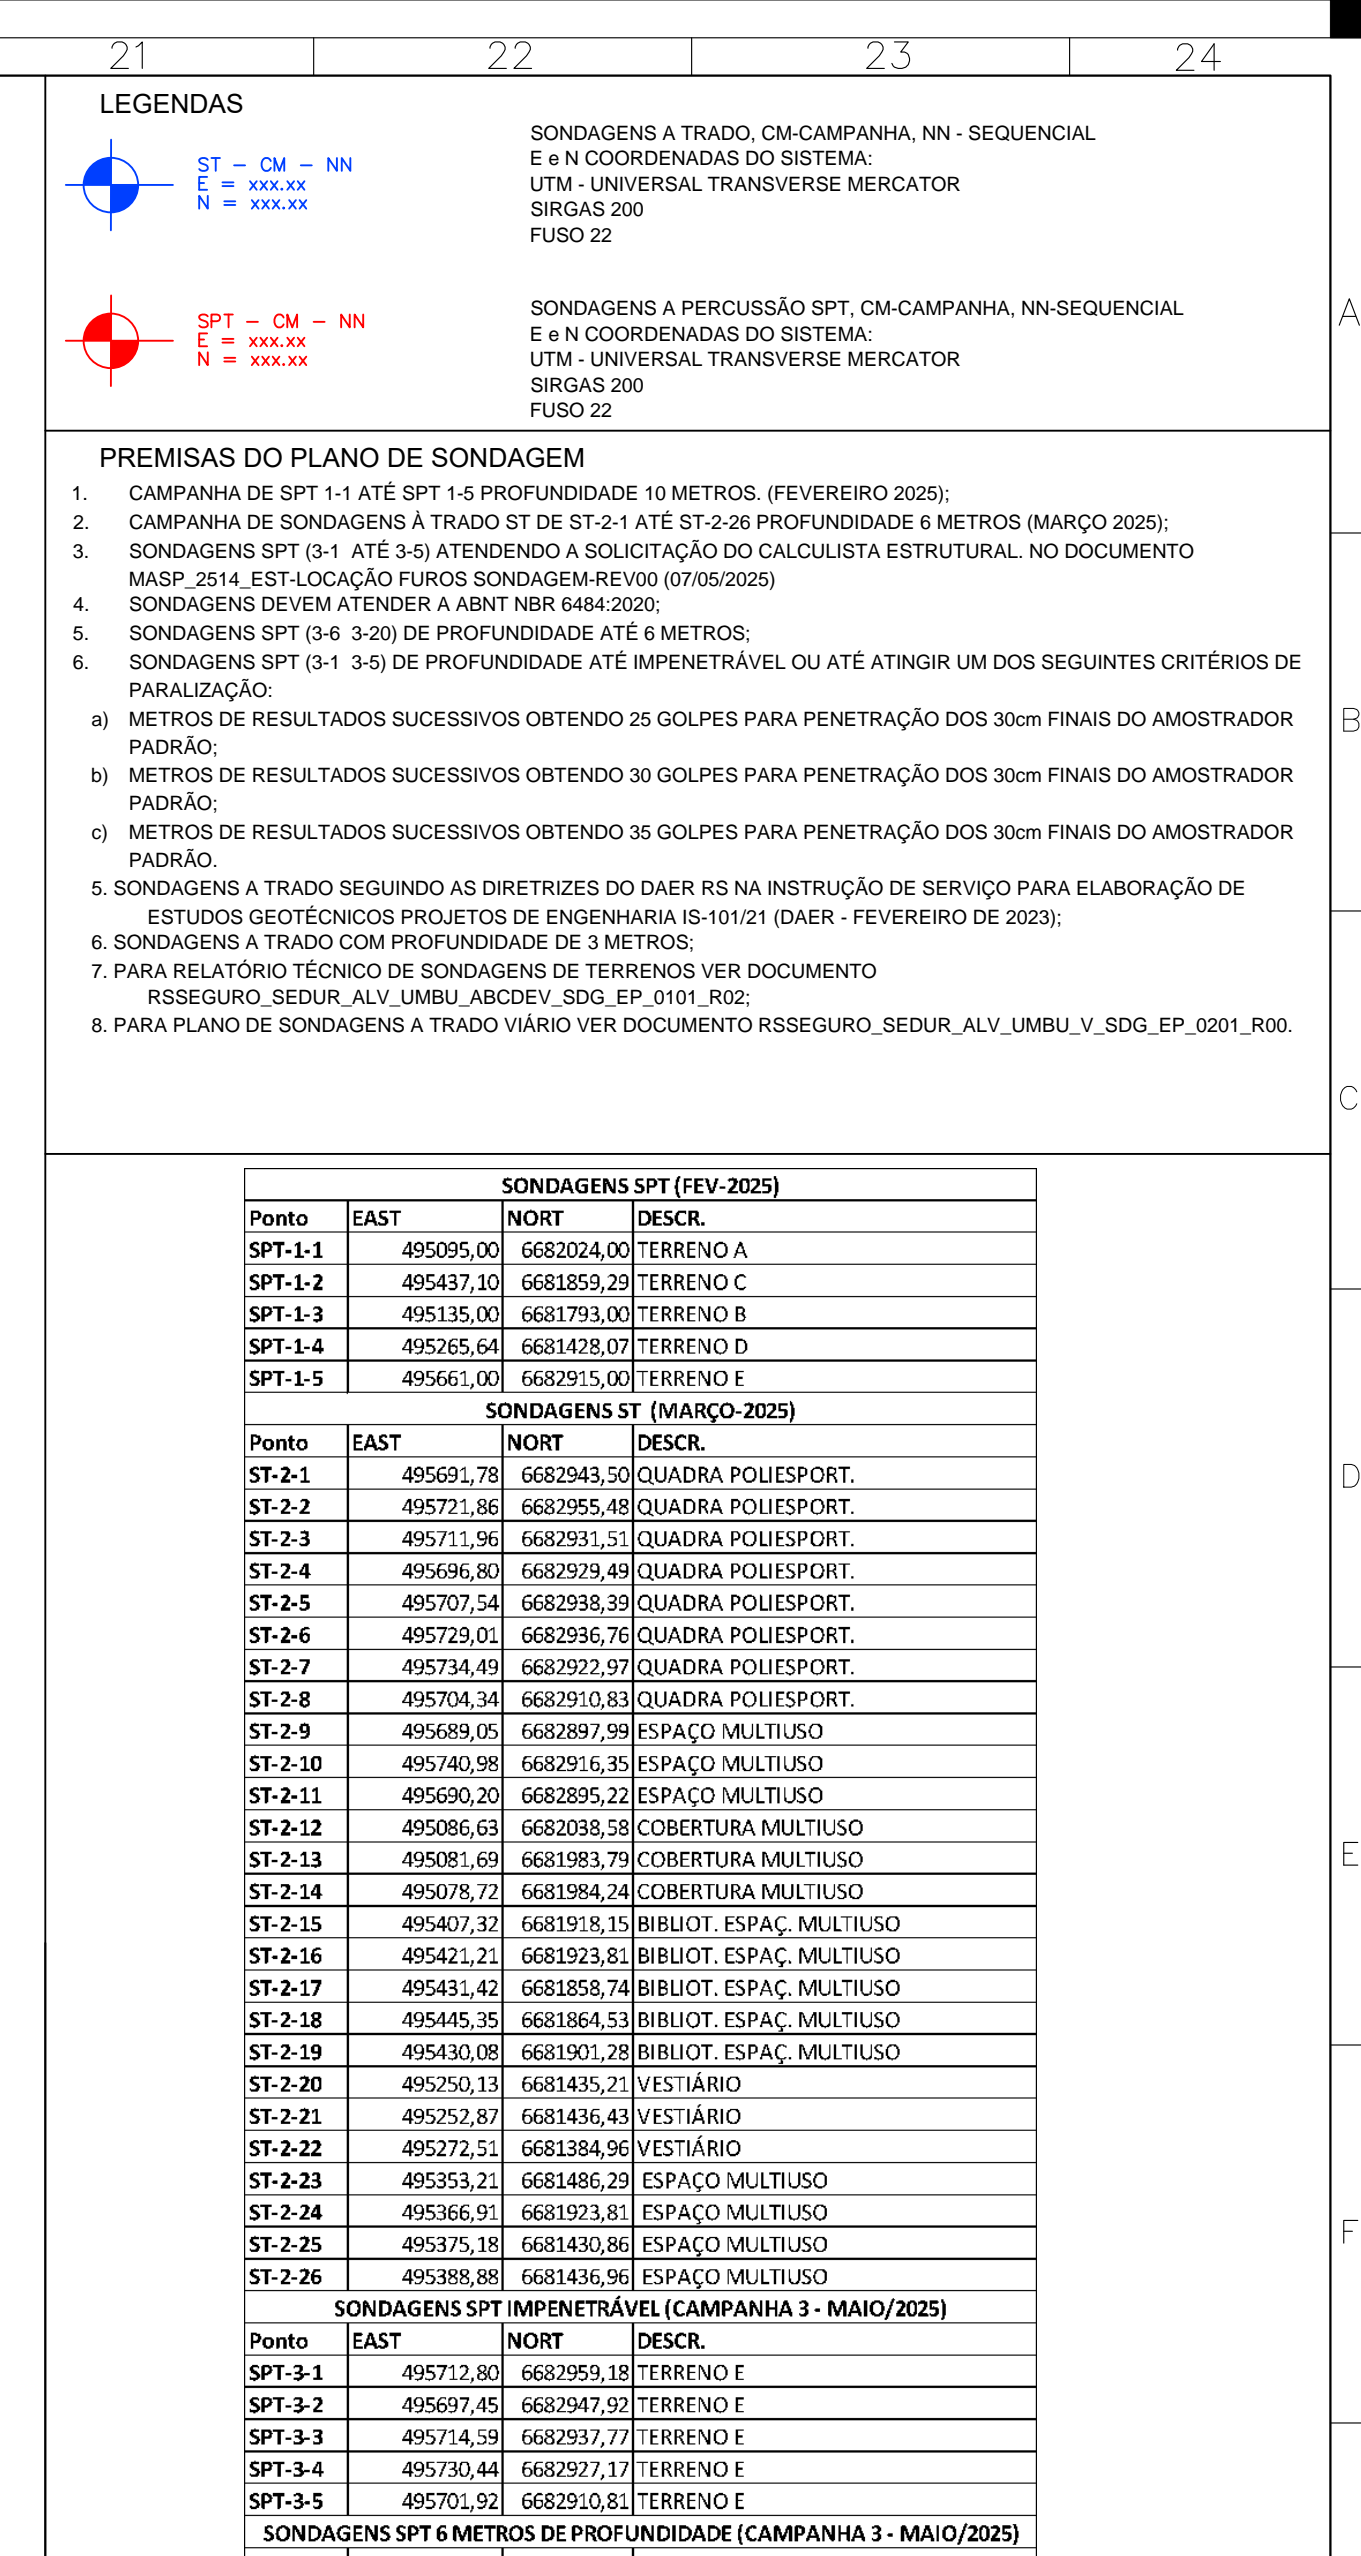 21 22 23 24
LEGENDAS
ST – CM – NN
E = xxx.xx
N = xxx.xx
SONDAGENS A TRADO, CM-CAMPANHA, NN - SEQUENCIAL
E e N COORDENADAS DO SISTEMA:
UTM - UNIVERSAL TRANSVERSE MERCATOR
SIRGAS 200
FUSO 22
SPT – CM – NN
E = xxx.xx
N = xxx.xx
SONDAGENS A PERCUSSÃO SPT, CM-CAMPANHA, NN-SEQUENCIAL
E e N COORDENADAS DO SISTEMA:
UTM - UNIVERSAL TRANSVERSE MERCATOR
SIRGAS 200
FUSO 22
A
PREMISAS DO PLANO DE SONDAGEM
1. CAMPANHA DE SPT 1-1 ATÉ SPT 1-5 PROFUNDIDADE 10 METROS. (FEVEREIRO 2025);
2. CAMPANHA DE SONDAGENS À TRADO ST DE ST-2-1 ATÉ ST-2-26 PROFUNDIDADE 6 METROS (MARÇO 2025);
3. SONDAGENS SPT (3-1 ATÉ 3-5) ATENDENDO A SOLICITAÇÃO DO CALCULISTA ESTRUTURAL. NO DOCUMENTO
MASP_2514_EST-LOCAÇÃO FUROS SONDAGEM-REV00 (07/05/2025)
4. SONDAGENS DEVEM ATENDER A ABNT NBR 6484:2020;
5. SONDAGENS SPT (3-6 3-20) DE PROFUNDIDADE ATÉ 6 METROS;
6. SONDAGENS SPT (3-1 3-5) DE PROFUNDIDADE ATÉ IMPENETRÁVEL OU ATÉ ATINGIR UM DOS SEGUINTES CRITÉRIOS DE
PARALIZAÇÃO:
a) METROS DE RESULTADOS SUCESSIVOS OBTENDO 25 GOLPES PARA PENETRAÇÃO DOS 30cm FINAIS DO AMOSTRADOR
PADRÃO;
b) METROS DE RESULTADOS SUCESSIVOS OBTENDO 30 GOLPES PARA PENETRAÇÃO DOS 30cm FINAIS DO AMOSTRADOR
PADRÃO;
c) METROS DE RESULTADOS SUCESSIVOS OBTENDO 35 GOLPES PARA PENETRAÇÃO DOS 30cm FINAIS DO AMOSTRADOR
PADRÃO.
B
5. SONDAGENS A TRADO SEGUINDO AS DIRETRIZES DO DAER RS NA INSTRUÇÃO DE SERVIÇO PARA ELABORAÇÃO DE
ESTUDOS GEOTÉCNICOS PROJETOS DE ENGENHARIA IS-101/21 (DAER - FEVEREIRO DE 2023);
6. SONDAGENS A TRADO COM PROFUNDIDADE DE 3 METROS;
7. PARA RELATÓRIO TÉCNICO DE SONDAGENS DE TERRENOS VER DOCUMENTO
RSSEGURO_SEDUR_ALV_UMBU_ABCDEV_SDG_EP_0101_R02;
8. PARA PLANO DE SONDAGENS A TRADO VIÁRIO VER DOCUMENTO RSSEGURO_SEDUR_ALV_UMBU_V_SDG_EP_0201_R00.
C
SONDAGENS SPT (FEV-2025)
Ponto EAST NORT DESCR.
SPT-1-1 495095,00 6682024,00 TERRENO A
SPT-1-2 495437,10 6681859,29 TERRENO C
SPT-1-3 495135,00 6681793,00 TERRENO B
SPT-1-4 495265,64 6681428,07 TERRENO D
SPT-1-5 495661,00 6682915,00 TERRENO E
SONDAGENS ST (MARÇO-2025)
Ponto EAST NORT DESCR.
ST-2-1 495691,78 6682943,50 QUADRA POLIESPORT.
D
ST-2-2 495721,86 6682955,48 QUADRA POLIESPORT.
ST-2-3 495711,96 6682931,51 QUADRA POLIESPORT.
ST-2-4 495696,80 6682929,49 QUADRA POLIESPORT.
ST-2-5 495707,54 6682938,39 QUADRA POLIESPORT.
ST-2-6 495729,01 6682936,76 QUADRA POLIESPORT.
ST-2-7 495734,49 6682922,97 QUADRA POLIESPORT.
ST-2-8 495704,34 6682910,83 QUADRA POLIESPORT.
ST-2-9 495689,05 6682897,99 ESPAÇO MULTIUSO
ST-2-10 495740,98 6682916,35 ESPAÇO MULTIUSO
ST-2-11 495690,20 6682895,22 ESPAÇO MULTIUSO
ST-2-12 495086,63 6682038,58 COBERTURA MULTIUSO
ST-2-13 495081,69 6681983,79 COBERTURA MULTIUSO
E
ST-2-14 495078,72 6681984,24 COBERTURA MULTIUSO
ST-2-15 495407,32 6681918,15 BIBLIOT. ESPAÇ. MULTIUSO
ST-2-16 495421,21 6681923,81 BIBLIOT. ESPAÇ. MULTIUSO
ST-2-17 495431,42 6681858,74 BIBLIOT. ESPAÇ. MULTIUSO
ST-2-18 495445,35 6681864,53 BIBLIOT. ESPAÇ. MULTIUSO
ST-2-19 495430,08 6681901,28 BIBLIOT. ESPAÇ. MULTIUSO
ST-2-20 495250,13 6681435,21 VESTIÁRIO
ST-2-21 495252,87 6681436,43 VESTIÁRIO
ST-2-22 495272,51 6681384,96 VESTIÁRIO
ST-2-23 495353,21 6681486,29 ESPAÇO MULTIUSO
ST-2-24 495366,91 6681923,81 ESPAÇO MULTIUSO
F
ST-2-25 495375,18 6681430,86 ESPAÇO MULTIUSO
ST-2-26 495388,88 6681436,96 ESPAÇO MULTIUSO
SONDAGENS SPT IMPENETRÁVEL (CAMPANHA 3 - MAIO/2025)
Ponto EAST NORT DESCR.
SPT-3-1 495712,80 6682959,18 TERRENO E
SPT-3-2 495697,45 6682947,92 TERRENO E
SPT-3-3 495714,59 6682937,77 TERRENO E
SPT-3-4 495730,44 6682927,17 TERRENO E
SPT-3-5 495701,92 6682910,81 TERRENO E
SONDAGENS SPT 6 METROS DE PROFUNDIDADE (CAMPANHA 3 - MAIO/2025)